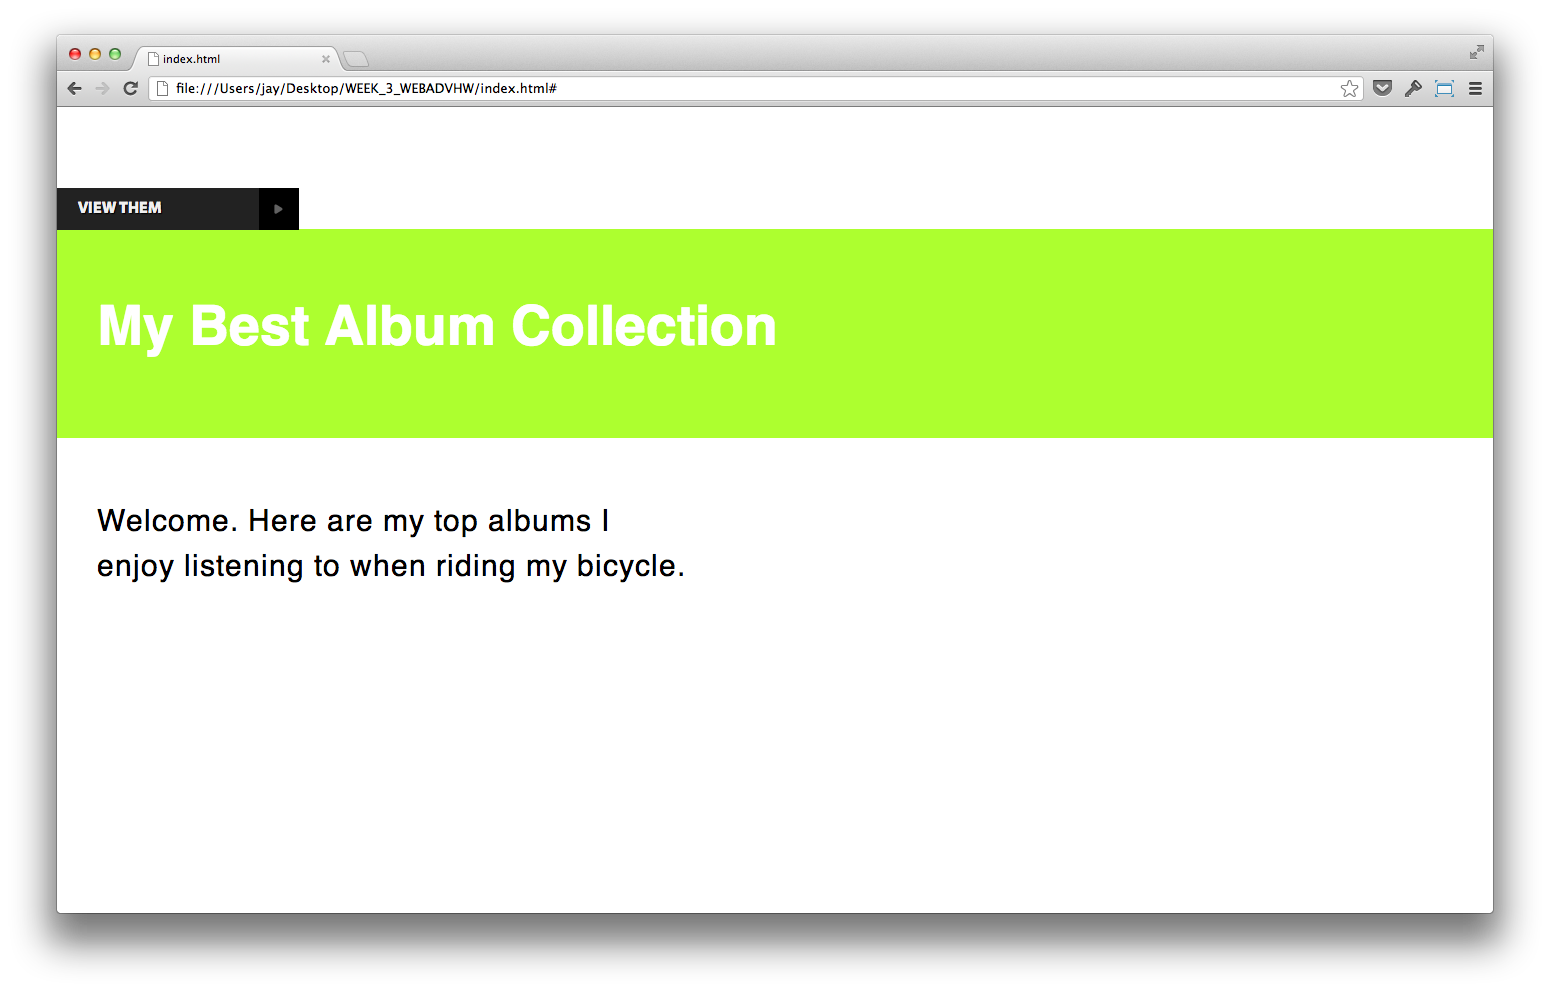 index.html
file:///Users/jay/Desktop/WEEK_3_WEBADVHW/index.html#
VIEW THEM
My Best Album Collection
Welcome. Here are my top albums I
enjoy listening to when riding my bicycle.